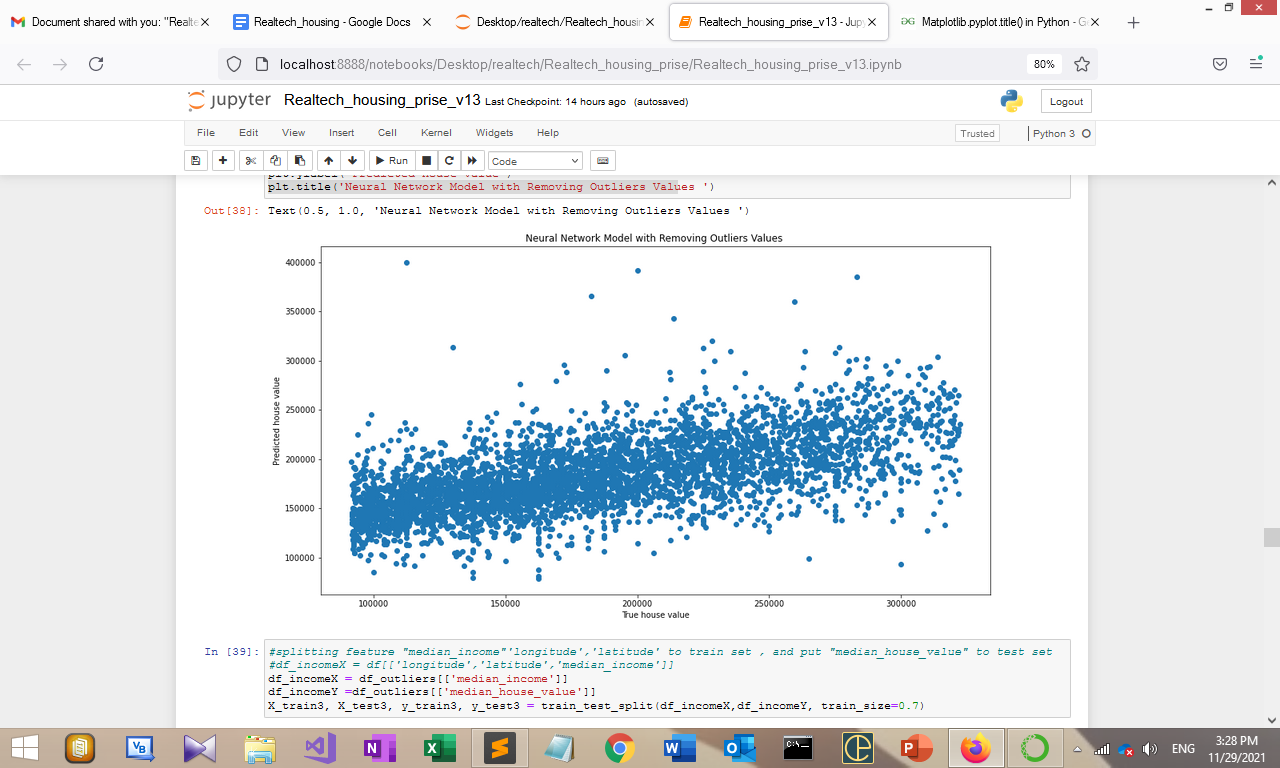 Document shared with you: "Realte
Realtech_housing - Google Docs
Desktop/realtech/Realtech_housin
Realtech_housing_prise_v13 - Jup
Matplotlib.pyplot.title() in Python - G
localhost:8888/notebooks/Desktop/realtech/Realtech_housing_prise/Realtech_housing_prise_v13.ipynb
80%
jupyter Realtech_housing_prise_v13 Last Checkpoint: 14 hours ago (autosaved)
Logout
File Edit View Insert Cell Kernel Widgets Help
Trusted
Python 3
Run
Code
plt.ylabel('Predicted house value')
plt.title('Neural Network Model with Removing Outliers Values ')
Out[38]: Text(0.5, 1.0, 'Neural Network Model with Removing Outliers Values ')
Neural Network Model with Removing Outliers Values
400000
350000
300000
250000
200000
150000
100000
Predicted house value
100000 150000 200000 250000 300000
True house value
In [39]: #splitting feature "median_income"'longitude','latitude' to train set , and put "median_house_value" to test set
#df_incomeX = df[['longitude','latitude','median_income']]
df_incomeX = df_outliers[['median_income']]
df_incomeY =df_outliers[['median_house_value']]
X_train3, X_test3, y_train3, y_test3 = train_test_split(df_incomeX,df_incomeY, train_size=0.7)
ENG
3:28 PM
11/29/2021